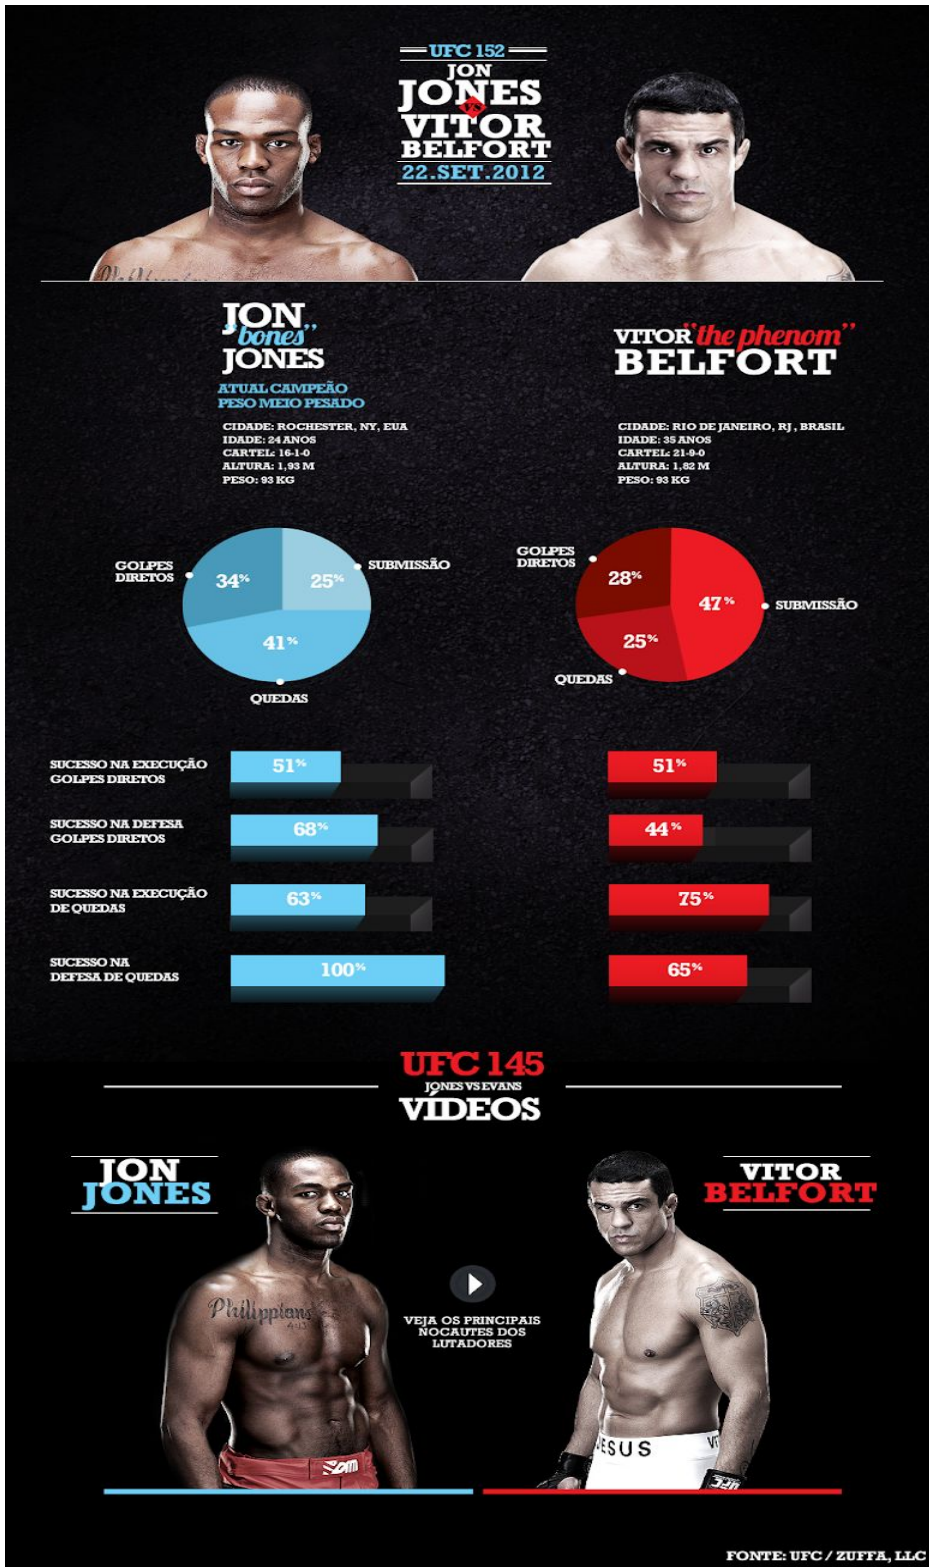 UFC 152
JON
JONES
VS
VITOR
BELFORT
22.SET.2012
JON
"bones"
JONES
ATUAL CAMPEÃO
PESO MEIO PESADO
CIDADE: ROCHESTER, NY, EUA
IDADE: 24 ANOS
CARTEL: 16-1-0
ALTURA: 1,93 M
PESO: 93 KG
VITOR "the phenom"
BELFORT
CIDADE: RIO DE JANEIRO, RJ, BRASIL
IDADE: 35 ANOS
CARTEL: 21-9-0
ALTURA: 1,82 M
PESO: 93 KG
GOLPES
DIRETOS
34%
25%
SUBMISSÃO
41%
QUEDAS
GOLPES
DIRETOS
28%
47%
SUBMISSÃO
25%
QUEDAS
SUCESSO NA EXECUÇÃO
GOLPES DIRETOS
51%
51%
SUCESSO NA DEFESA
GOLPES DIRETOS
68%
44%
SUCESSO NA EXECUÇÃO
DE QUEDAS
63%
75%
SUCESSO NA
DEFESA DE QUEDAS
100%
65%
UFC 145
JONES VS EVANS
VÍDEOS
JON
JONES
VITOR
BELFORT
Philippians
VEJA OS PRINCIPAIS
NOCAUTES DOS
LUTADORES
JESUS
UFC
FONTE: UFC / ZUFFA, LLC